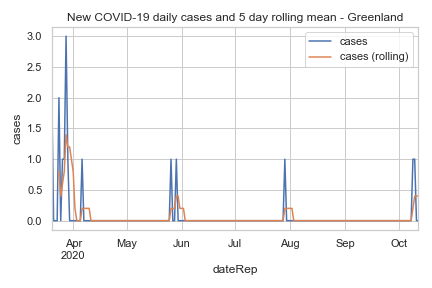 New COVID-19 daily cases and 5 day rolling mean - Greenland
cases
cases (rolling)
3.0
2.5
2.0
1.5
1.0
0.5
0.0
cases
Apr
2020
May
Jun
Jul
Aug
Sep
Oct
dateRep